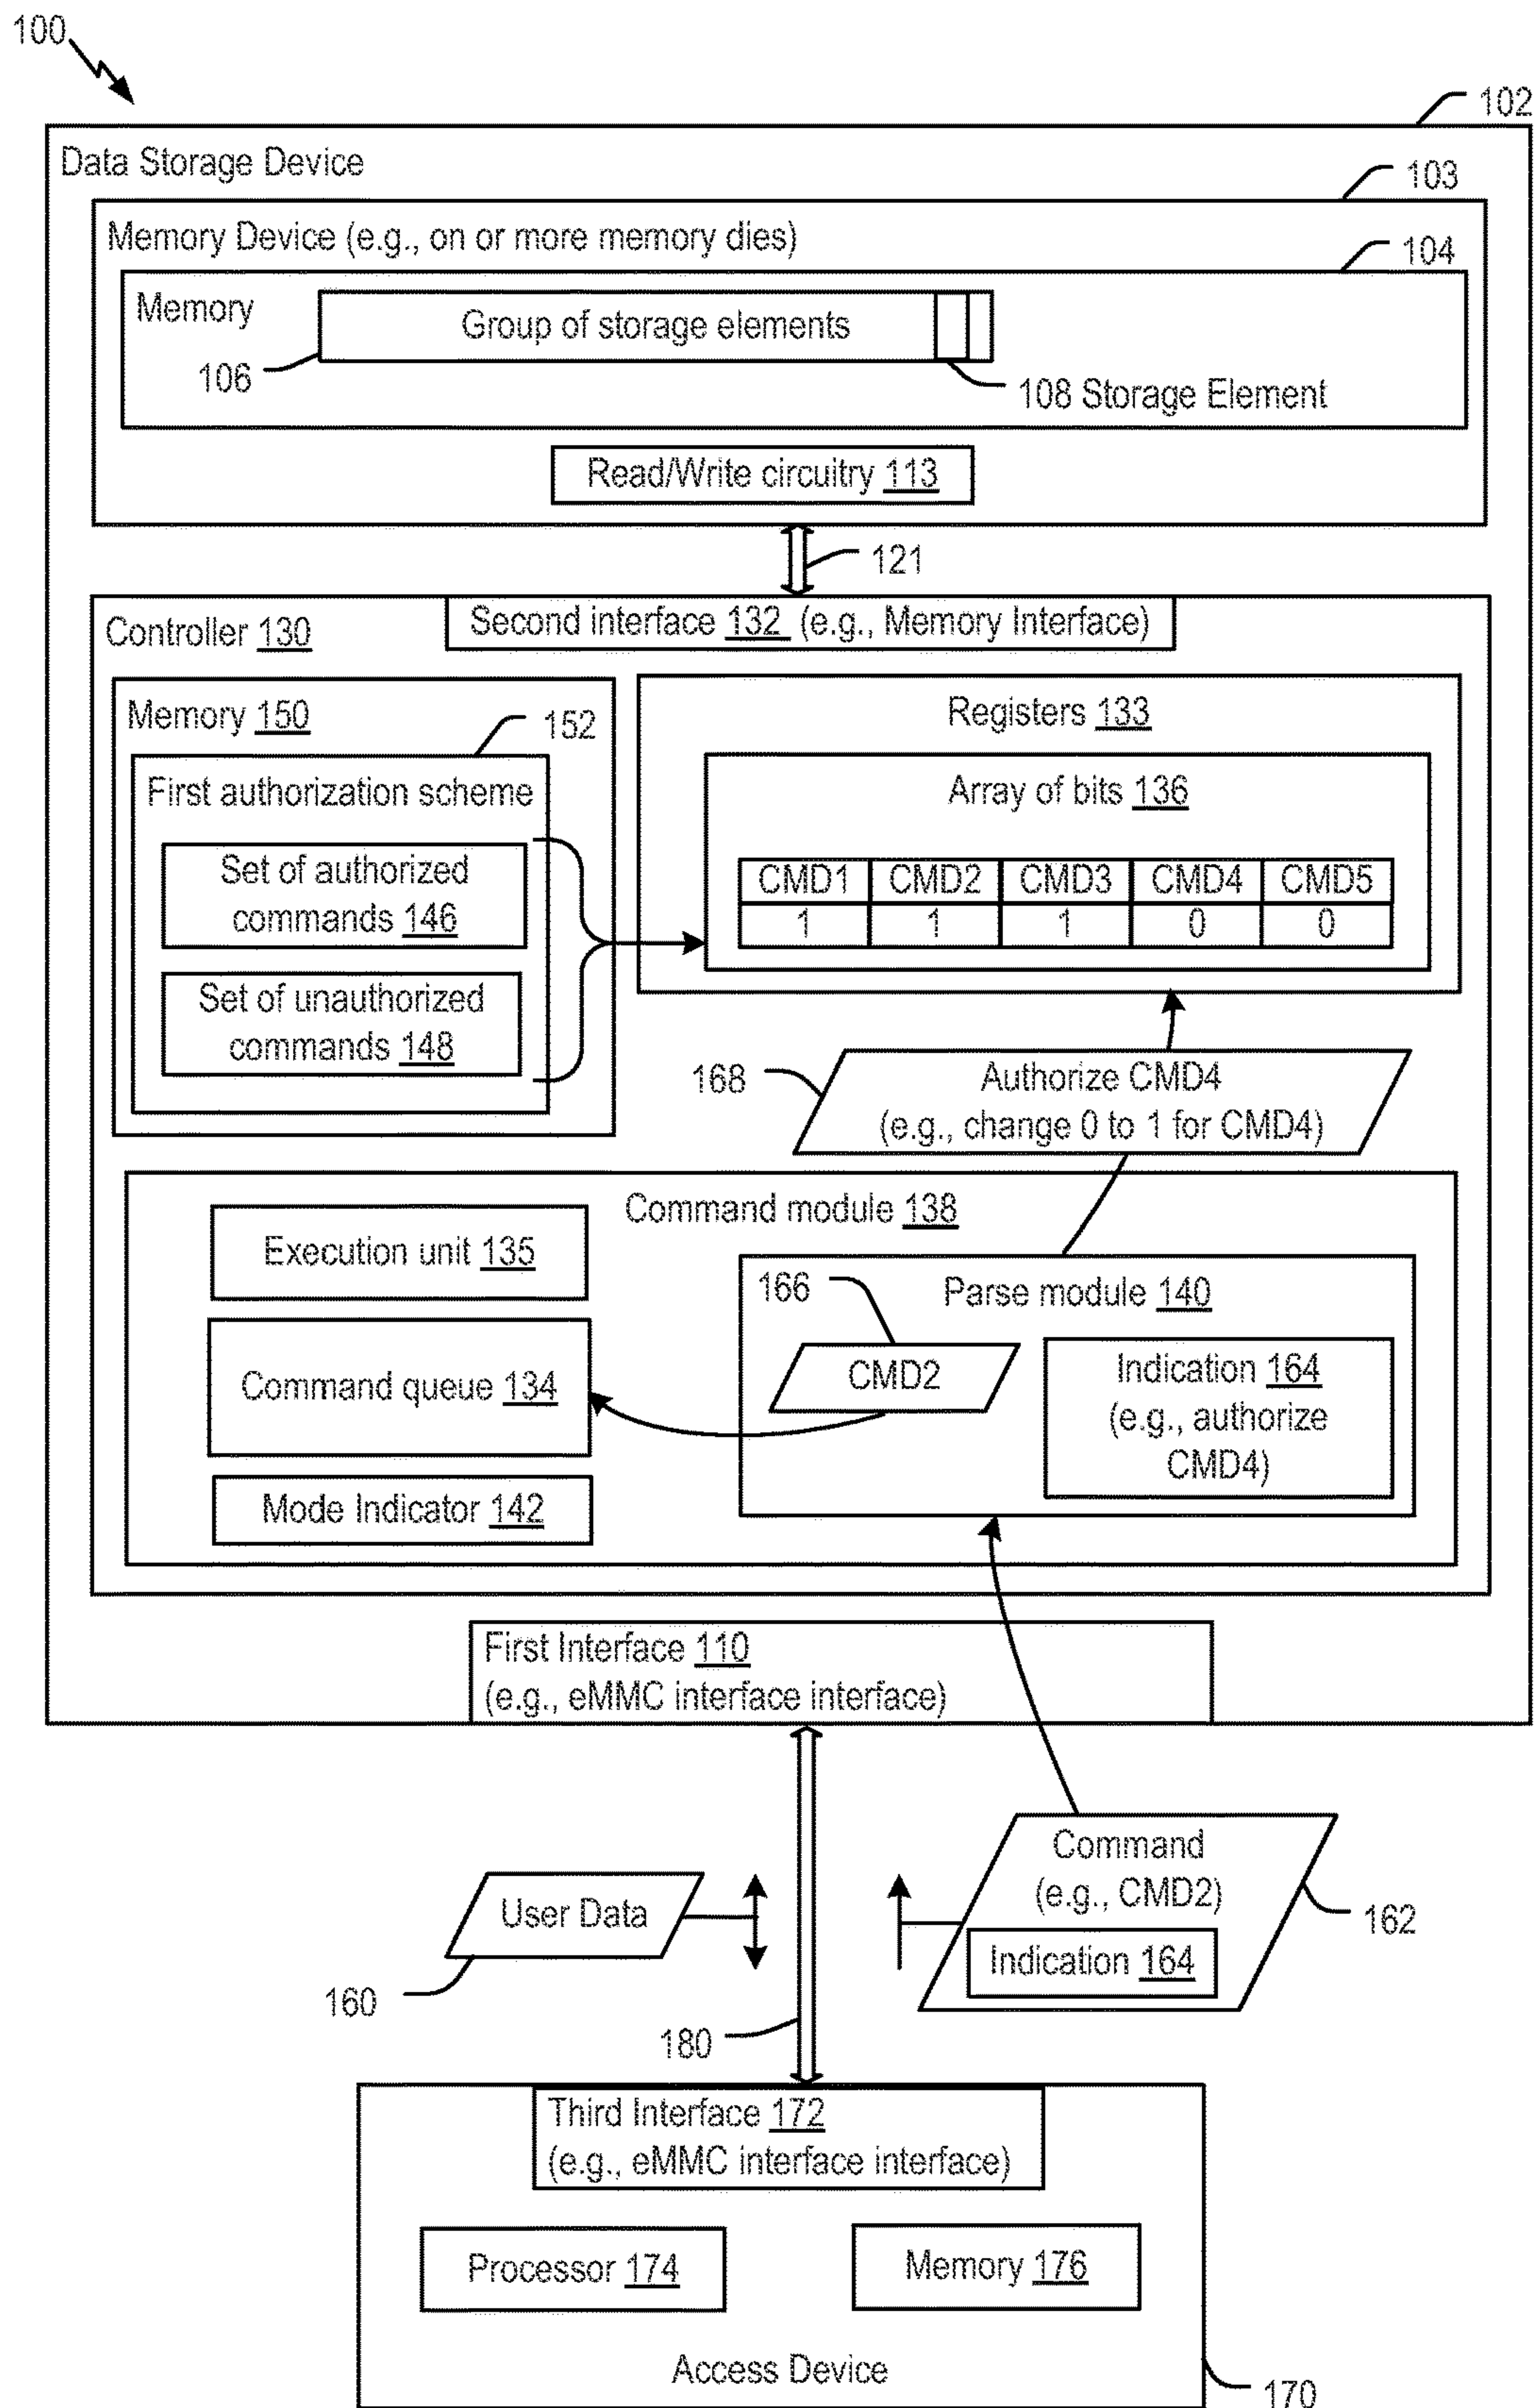 100
102
Data Storage Device
103
Memory Device (e.g., on or more memory dies)
104
Memory
Group of storage elements
106
108 Storage Element
Read/Write circuitry 113
121
Second interface 132 (e.g., Memory Interface)
Controller 130
Memory 150
152
First authorization scheme
Set of authorized
commands 146
Set of unauthorized
commands 148
Registers 133
Array of bits 136
CMD1 CMD2 CMD3 CMD4 CMD5
1 1 1 0 0
168
Authorize CMD4
(e.g., change 0 to 1 for CMD4)
Command module 138
Execution unit 135
Command queue 134
Mode Indicator 142
166
Parse module 140
CMD2
Indication 164
(e.g., authorize
CMD4)
First Interface 110
(e.g., eMMC interface interface)
User Data
160
180
Command
(e.g., CMD2)
Indication 164
162
Third Interface 172
(e.g., eMMC interface interface)
Processor 174
Memory 176
Access Device
170